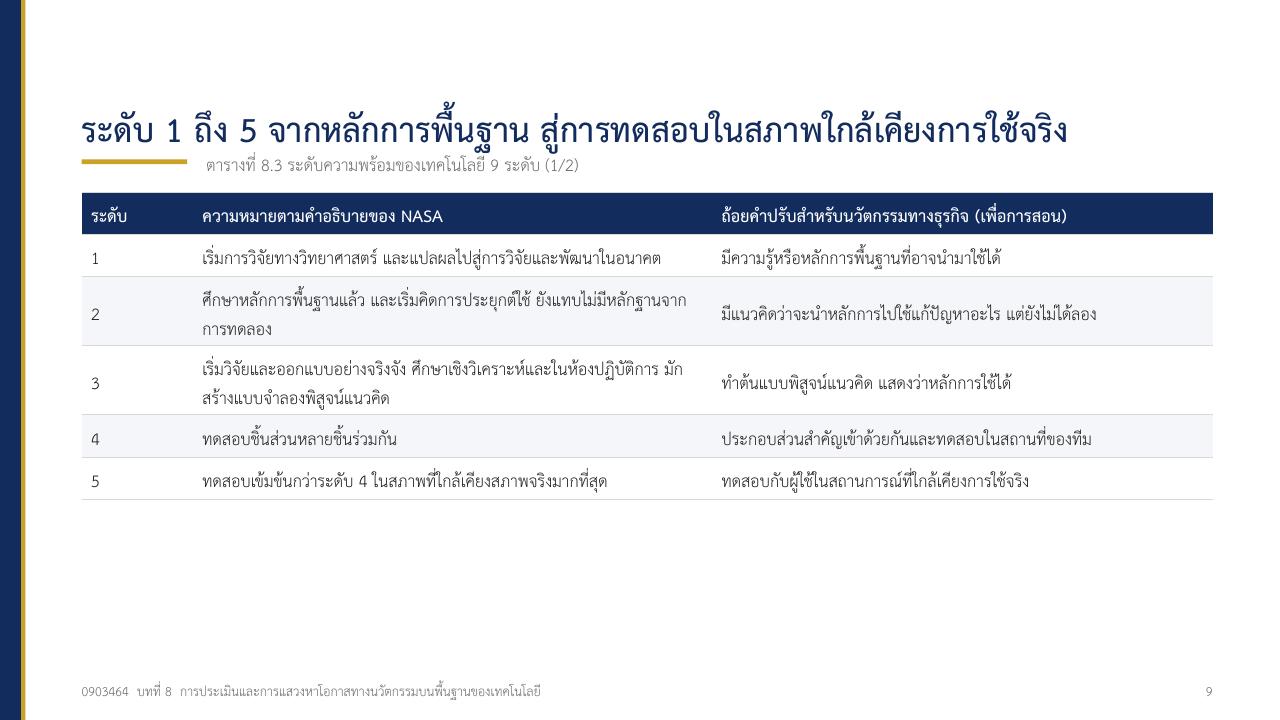 ระดับ 1 ถึง 5 จากหลักการพื้นฐาน สู่การทดสอบในสภาพใกล้เคียงการใช้จริง
ตารางที่ 8.3 ระดับความพร้อมของเทคโนโลยี 9 ระดับ (1/2)
ระดับ ความหมายตามคำอธิบายของ NASA ถ้อยคำปรับสำหรับนวัตกรรมทางธุรกิจ (เพื่อการสอน)
1 เริ่มการวิจัยทางวิทยาศาสตร์ และแปลผลไปสู่การวิจัยและพัฒนาในอนาคต มีความรู้หรือหลักการพื้นฐานที่อาจนำมาใช้ได้
2 ศึกษาหลักการพื้นฐานแล้ว และเริ่มคิดการประยุกต์ใช้ ยังแทบไม่มีหลักฐานจาก
การทดลอง มีแนวคิดว่าจะนำหลักการไปใช้แก้ปัญหาอะไร แต่ยังไม่ได้ลอง
3 เริ่มวิจัยและออกแบบอย่างจริงจัง ศึกษาเชิงวิเคราะห์และในห้องปฏิบัติการ มัก
สร้างแบบจำลองพิสูจน์แนวคิด ทำต้นแบบพิสูจน์แนวคิด แสดงว่าหลักการใช้ได้
4 ทดสอบชิ้นส่วนหลายชิ้นร่วมกัน ประกอบส่วนสำคัญเข้าด้วยกันและทดสอบในสถานที่ของทีม
5 ทดสอบเข้มข้นกว่าระดับ 4 ในสภาพที่ใกล้เคียงสภาพจริงมากที่สุด ทดสอบกับผู้ใช้ในสถานการณ์ที่ใกล้เคียงการใช้จริง
0903464 บทที่ 8 การประเมินและการแสวงหาโอกาสทางนวัตกรรมบนพื้นฐานของเทคโนโลยี 9